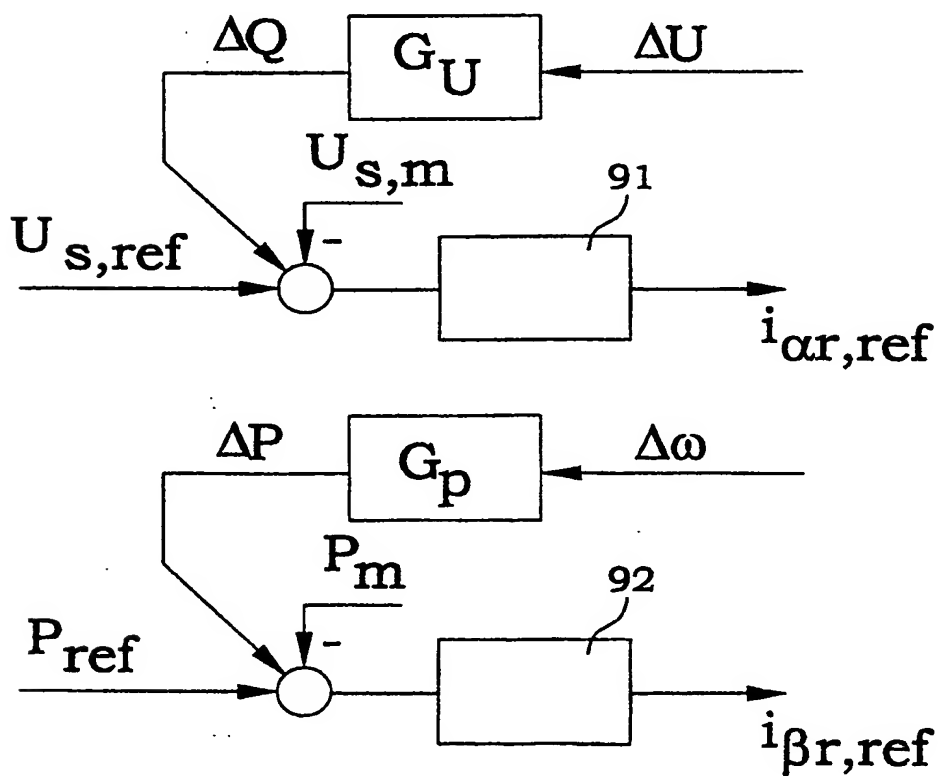 ΔQ
G_U
ΔU
U_s,m
91
U_s,ref
-
i_αr,ref
ΔP
G_p
Δω
P_m
92
P_ref
-
i_βr,ref